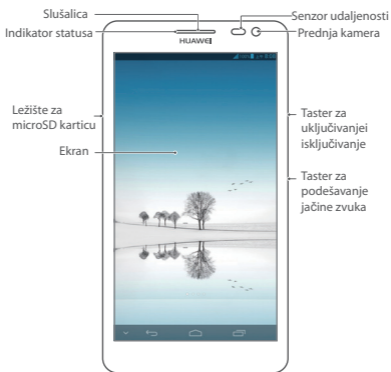 Slušalica
Indikator statusa
Senzor udaljenosti
Prednja kamera
HUAWEI
Ležište za
microSD karticu
Ekran
Taster za
uključivanjei
isključivanje
Taster za
podešavanje
jačine zvuka